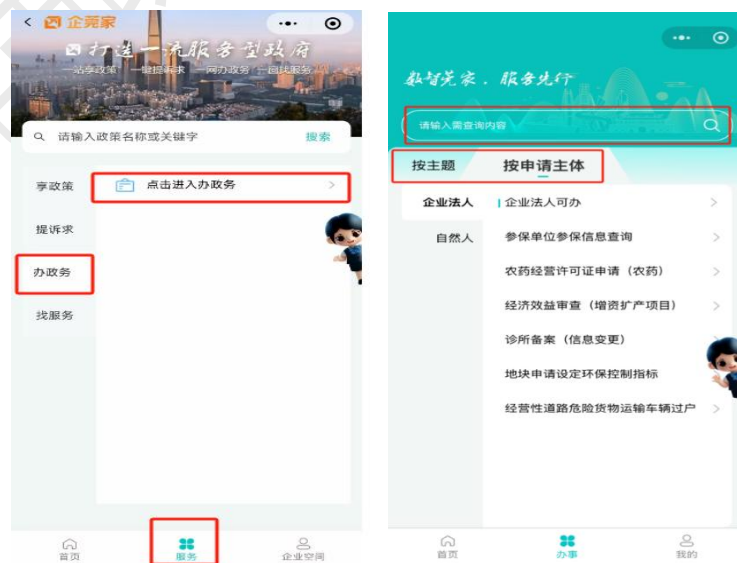 企莞家
打造一流服务型政府
一站享政策 一键提诉求 一网办政务 一图找服务
请输入政策名称或关键字 搜索
享政策
点击进入办政务
提诉求
办政务
找服务
首页
服务
企业空间
数智莞家．服务先行
请输入需查询内容
按主题 按申请主体
企业法人 企业法人可办
自然人 参保单位参保信息查询
农药经营许可证申请（农药）
经济效益审查（增资扩产项目）
诊所备案（信息变更）
地块申请设定环保控制指标
经营性道路危险货物运输车辆过户
首页
办事
我的